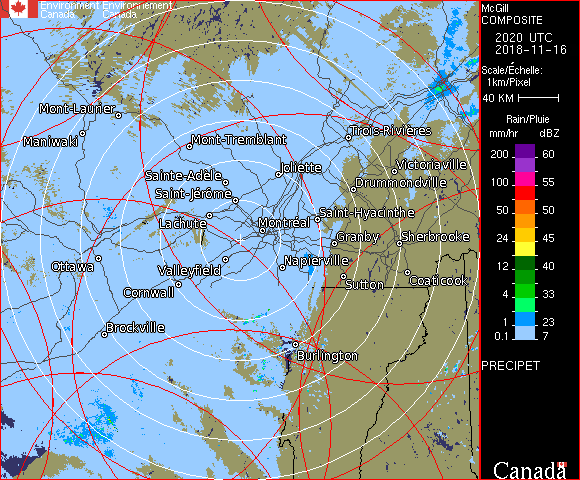 Environment Environnement
Canada Canada
McGill
COMPOSITE
2020 UTC
2018-11-16
Scale/Échelle:
1km/Pixel
40 KM
Rain/Pluie
mm/hr dBZ
200 60
100 55
50 50
24 45
12 40
4 33
1 23
0.1 7
PRECIPET
Canada
Mont-Laurier
Maniwaki
Mont-Tremblant
Trois-Rivières
Sainte-Adèle
Joliette
Victoriaville
Saint-Jérôme
Drummondville
Lachute
Montréal
Saint-Hyacinthe
Granby
Sherbrooke
Ottawa
Valleyfield
Napierville
Cornwall
Sutton
Coaticook
Brockville
Burlington